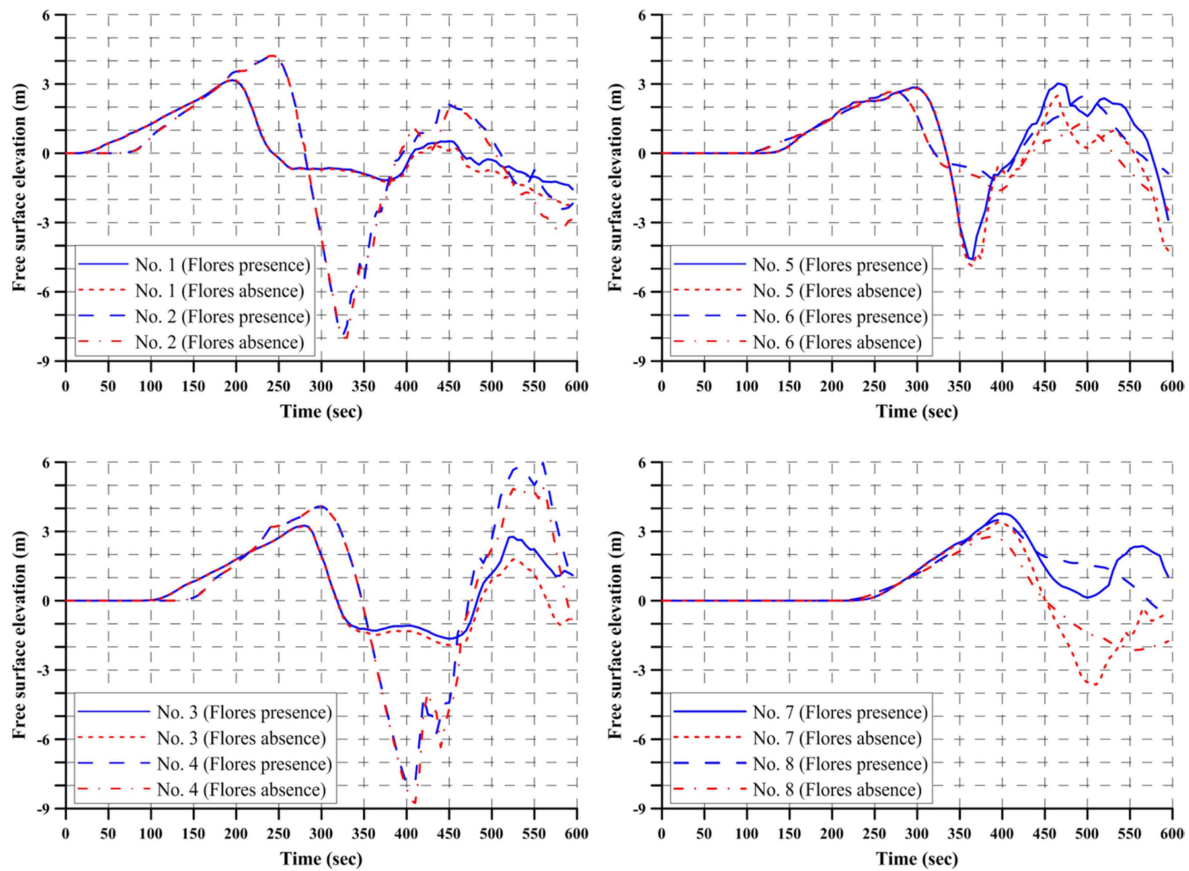 6
3
0
-3
-6
-9
Free surface elevation (m)
No. 1 (Flores presence)
No. 1 (Flores absence)
No. 2 (Flores presence)
No. 2 (Flores absence)
0 50 100 150 200 250 300 350 400 450 500 550 600
Time (sec)
6
3
0
-3
-6
-9
Free surface elevation (m)
No. 5 (Flores presence)
No. 5 (Flores absence)
No. 6 (Flores presence)
No. 6 (Flores absence)
0 50 100 150 200 250 300 350 400 450 500 550 600
Time (sec)
6
3
0
-3
-6
-9
Free surface elevation (m)
No. 3 (Flores presence)
No. 3 (Flores absence)
No. 4 (Flores presence)
No. 4 (Flores absence)
0 50 100 150 200 250 300 350 400 450 500 550 600
Time (sec)
6
3
0
-3
-6
-9
Free surface elevation (m)
No. 7 (Flores presence)
No. 7 (Flores absence)
No. 8 (Flores presence)
No. 8 (Flores absence)
0 50 100 150 200 250 300 350 400 450 500 550 600
Time (sec)